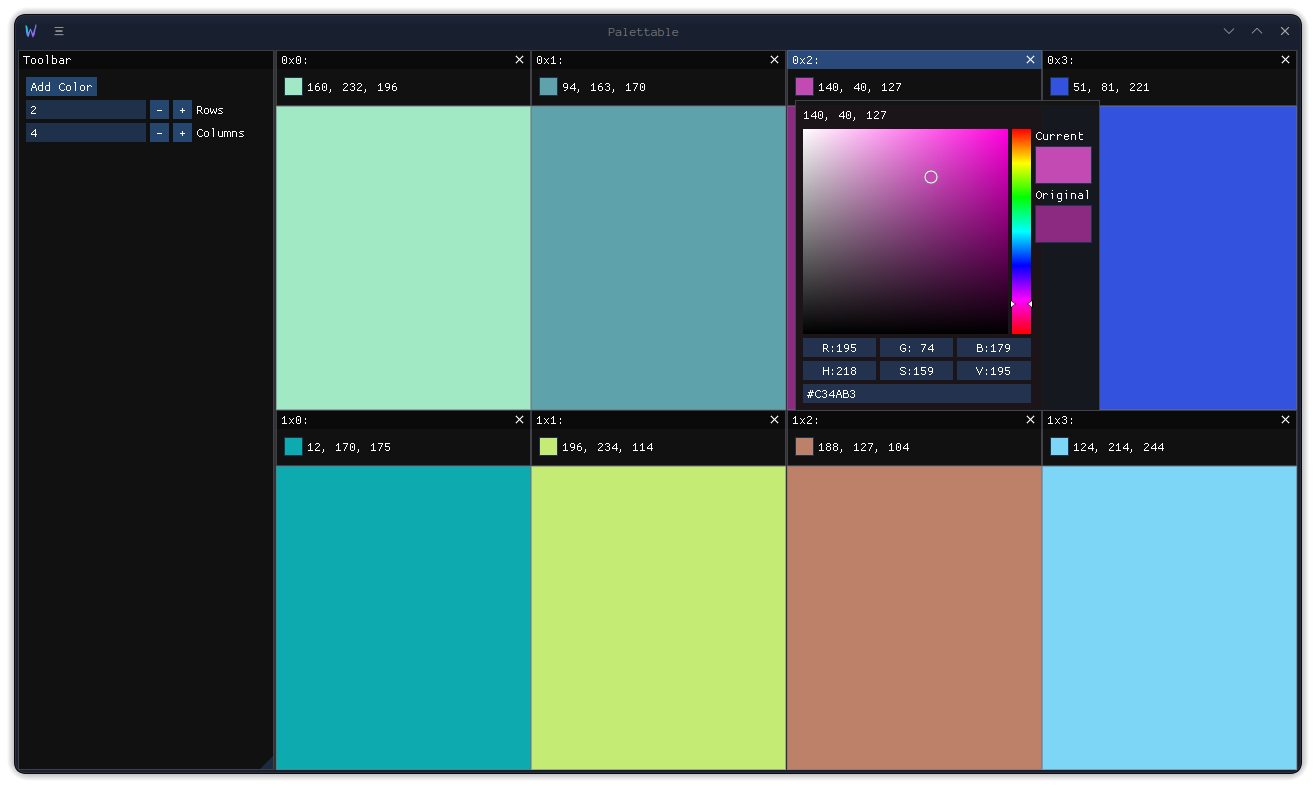 Palettable
Toolbar
Add Color
2 - + Rows
4 - + Columns
0x0:
160, 232, 196
0x1:
94, 163, 170
0x2:
140, 40, 127
0x3:
51, 81, 221
140, 40, 127
Current
Original
R:195 G: 74 B:179
H:218 S:159 V:195
#C34AB3
1x0:
12, 170, 175
1x1:
196, 234, 114
1x2:
188, 127, 104
1x3:
124, 214, 244